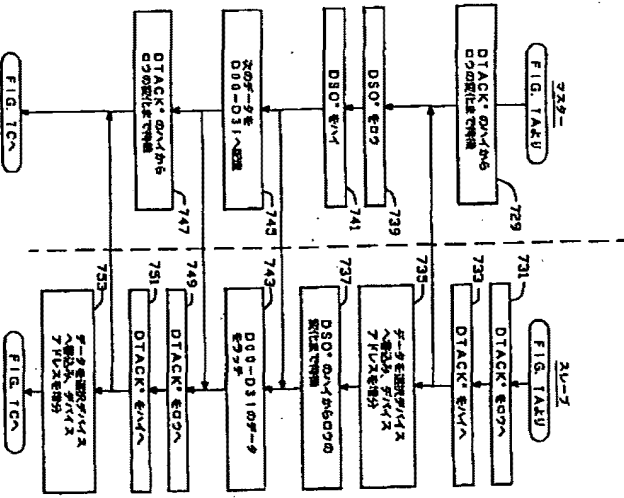 マスター
FIG. 7Aより
DTACK*のハイから
ロウの変化まで待機
729
DSO*をロウ
739
DSO*をハイ
741
次のデータを
D00-D31へ配置
745
DTACK*のハイから
ロウの変化まで待機
747
FIG. 7Cへ
スレーブ
FIG. 7Aより
731
DTACK*をロウへ
733
DTACK*をハイへ
735
データを選択デバイス
へ書込み、デバイス
アドレスを増分
737
DSO*のハイからロウの
変化まで待機
743
D00-D31のデータ
をラッチ
749
DTACK*をロウへ
751
DTACK*をハイへ
753
データを選択デバイス
へ書込み、デバイス
アドレスを増分
FIG. 7Cへ